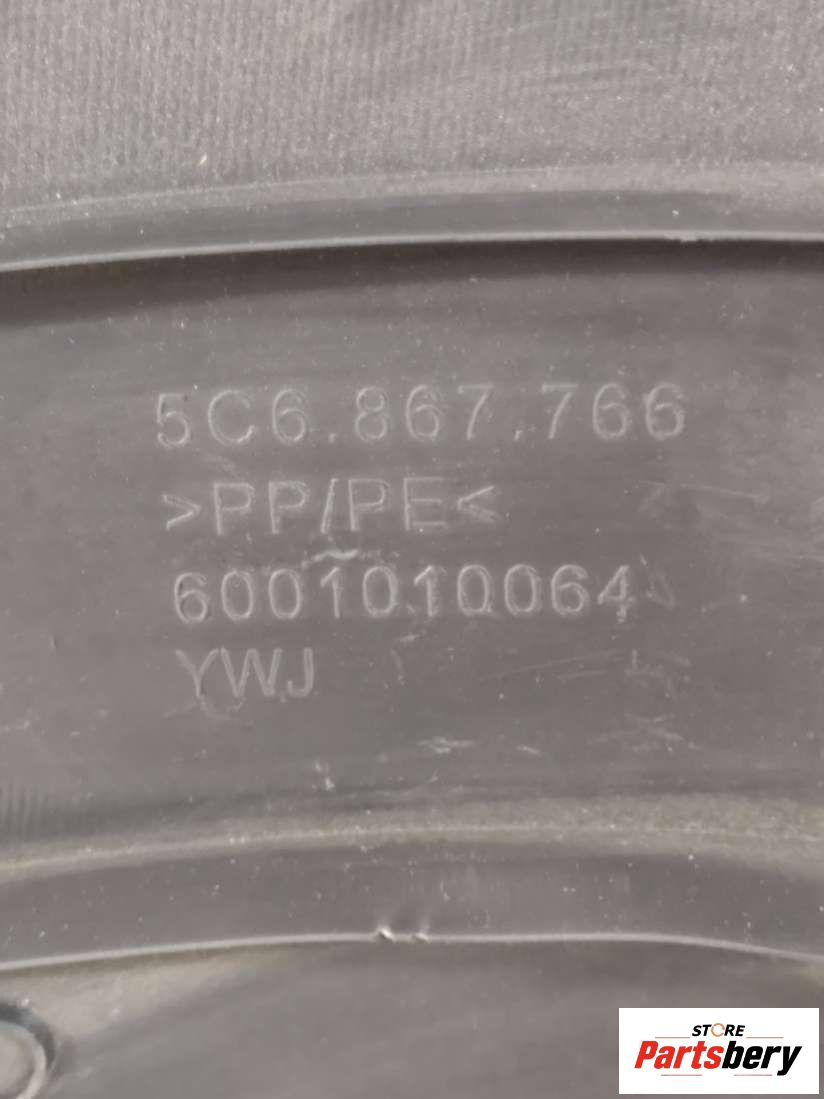 5C6.867.766
>PP/PE<
6001010064
YWJ
STORE
Partsbery